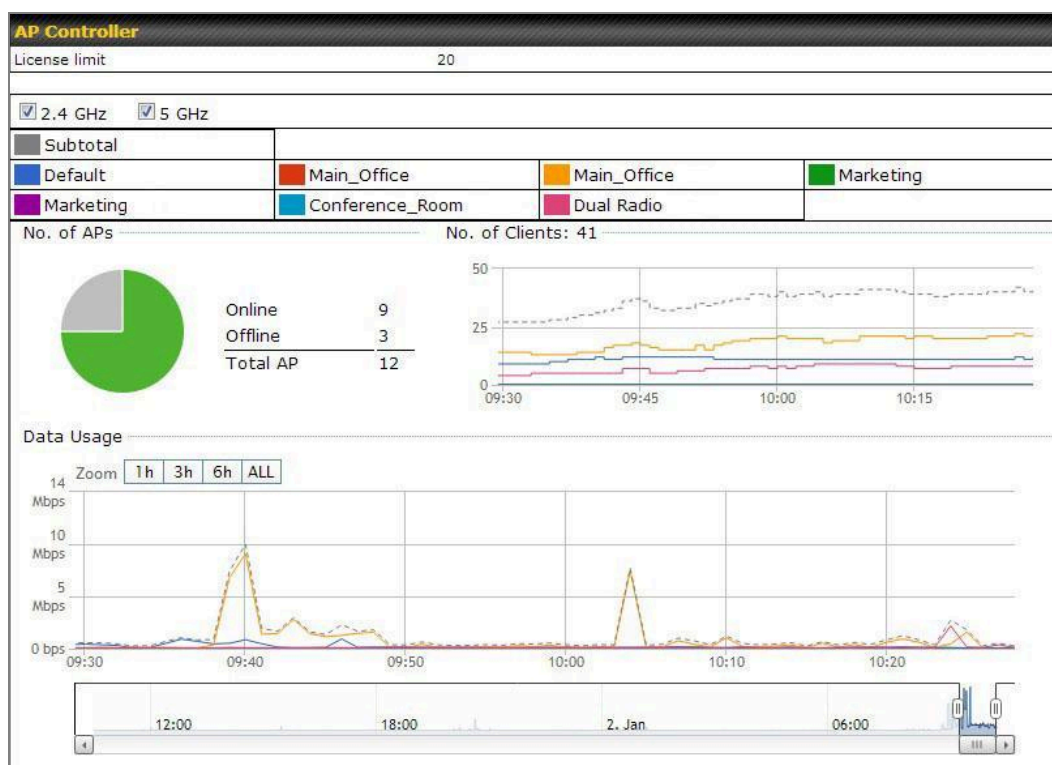 AP Controller
License limit 20
2.4 GHz 5 GHz
Subtotal
Default Main_Office Main_Office Marketing
Marketing Conference_Room Dual Radio
No. of APs
Online 9
Offline 3
Total AP 12
No. of Clients: 41
50
25
0
09:30 09:45 10:00 10:15
Data Usage
Zoom 1h 3h 6h ALL
14
Mbps
10
Mbps
5
Mbps
0 bps
09:30 09:40 09:50 10:00 10:10 10:20
12:00 18:00 2. Jan 06:00